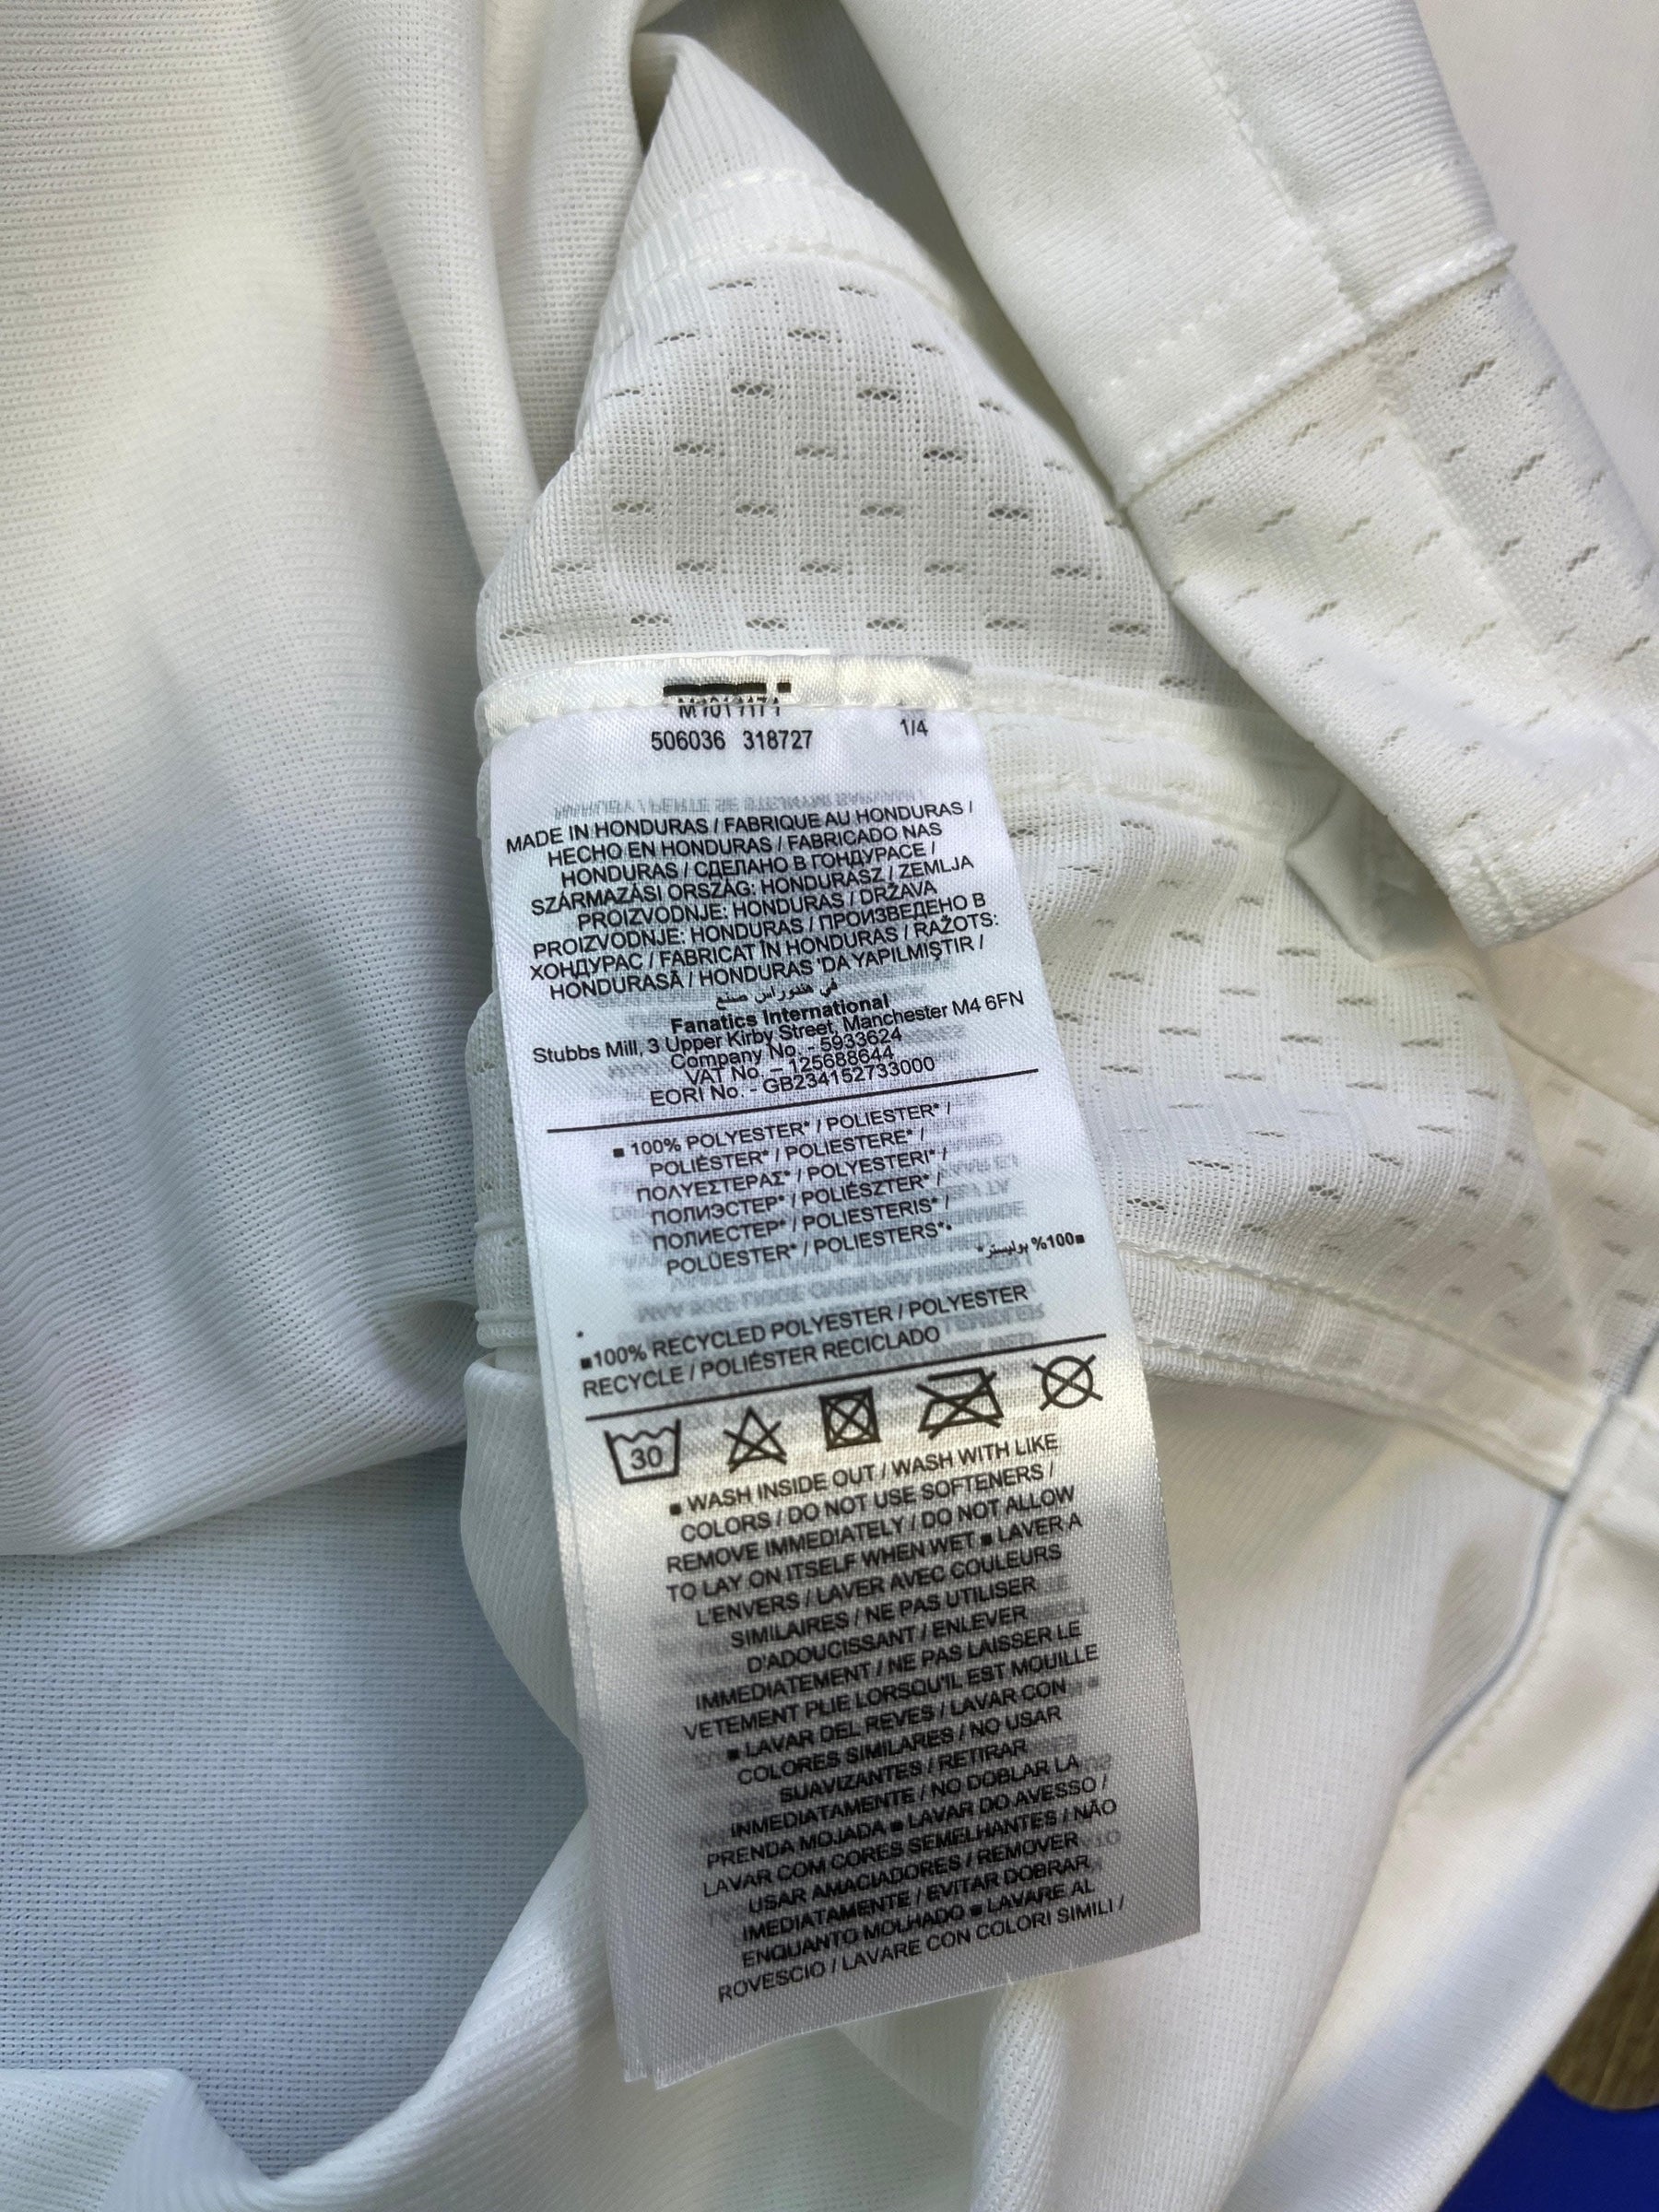 506036 318727
1/4
MADE IN HONDURAS / FABRIQUE AU HONDURAS /
HECHO EN HONDURAS / FABRICADO NAS
HONDURAS / СДЕЛАНО В ГОНДУРАСЕ /
SZÁRMAZÁSI ORSZÁG: HONDURASZ / ZEMLJA
PROIZVODNJE: HONDURAS / DRŽAVA
PROIZVODNJE: HONDURAS / ПРОИЗВЕДЕНО В
ХОНДУРАС / FABRICAT ÎN HONDURAS / RAŽOTS:
HONDURASĀ / HONDURAS 'DA YAPILMIŞTIR /
في هندوراس صنع
Fanatics International
Stubbs Mill, 3 Upper Kirby Street, Manchester M4 6FN
Company No. - 5933624
VAT No. – 125688644
EORI No. - GB234152733000
■ 100% POLYESTER* / POLIESTER* /
POLIÉSTER* / POLIESTERE* /
ΠΟΛΥΕΣΤΕΡΑΣ* / POLYESTERI* /
ПОЛИЭСТЕР* / POLIÉSZTER* /
ПОЛИЕСТЕР* / POLIESTERIS* /
POLÜESTER* / POLIESTERS*•
■100% بوليستر*
*
■100% RECYCLED POLYESTER / POLYESTER
RECYCLE / POLIÉSTER RECICLADO
30
■ WASH INSIDE OUT / WASH WITH LIKE
COLORS / DO NOT USE SOFTENERS /
REMOVE IMMEDIATELY / DO NOT ALLOW
TO LAY ON ITSELF WHEN WET ■ LAVER A
L'ENVERS / LAVER AVEC COULEURS
SIMILAIRES / NE PAS UTILISER
D'ADOUCISSANT / ENLEVER
IMMEDIATEMENT / NE PAS LAISSER LE
VETEMENT PLIE LORSQU'IL EST MOUILLE
■ LAVAR DEL REVES / LAVAR CON
COLORES SIMILARES / NO USAR
SUAVIZANTES / RETIRAR
INMEDIATAMENTE / NO DOBLAR LA
PRENDA MOJADA ■ LAVAR DO AVESSO /
LAVAR COM CORES SEMELHANTES / NÃO
USAR AMACIADORES / REMOVER
IMEDIATAMENTE / EVITAR DOBRAR
ENQUANTO MOLHADO ■ LAVARE AL
ROVESCIO / LAVARE CON COLORI SIMILI /